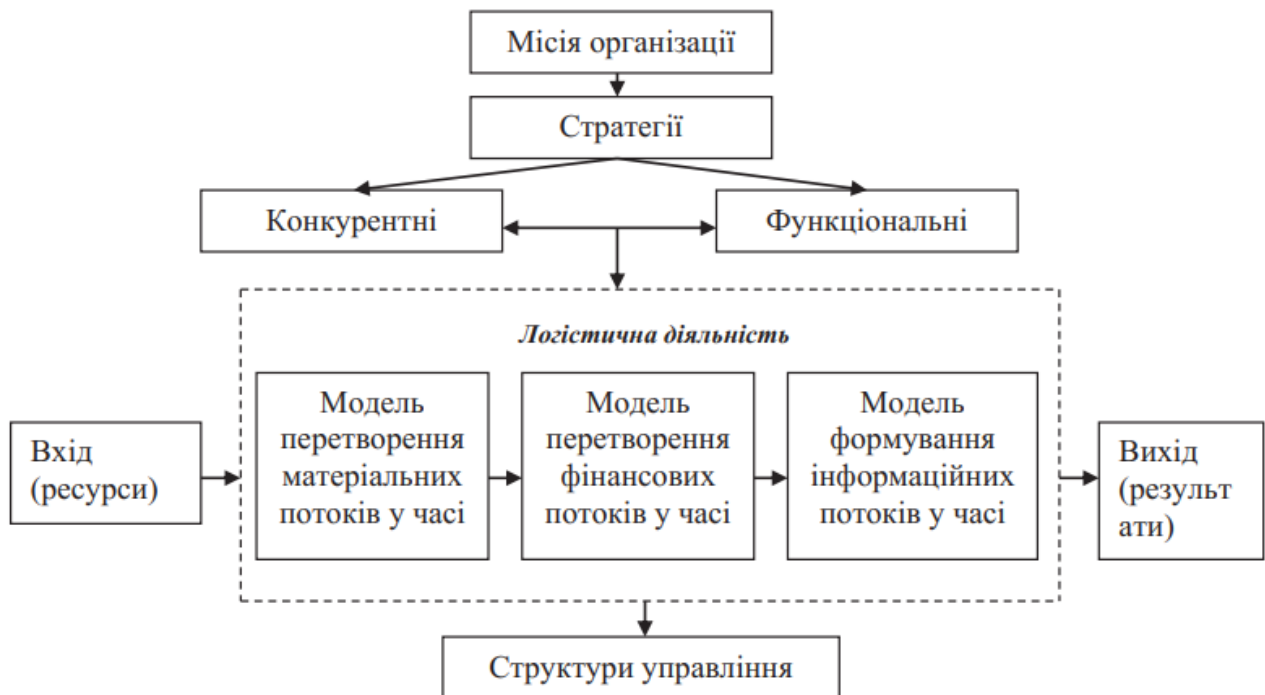 Місія організації
Стратегії
Конкурентні
Функціональні
Логістична діяльність
Вхід
(ресурси)
Модель
перетворення
матеріальних
потоків у часі
Модель
перетворення
фінансових
потоків у часі
Модель
формування
інформаційних
потоків у часі
Вихід
(результ
ати)
Структури управління